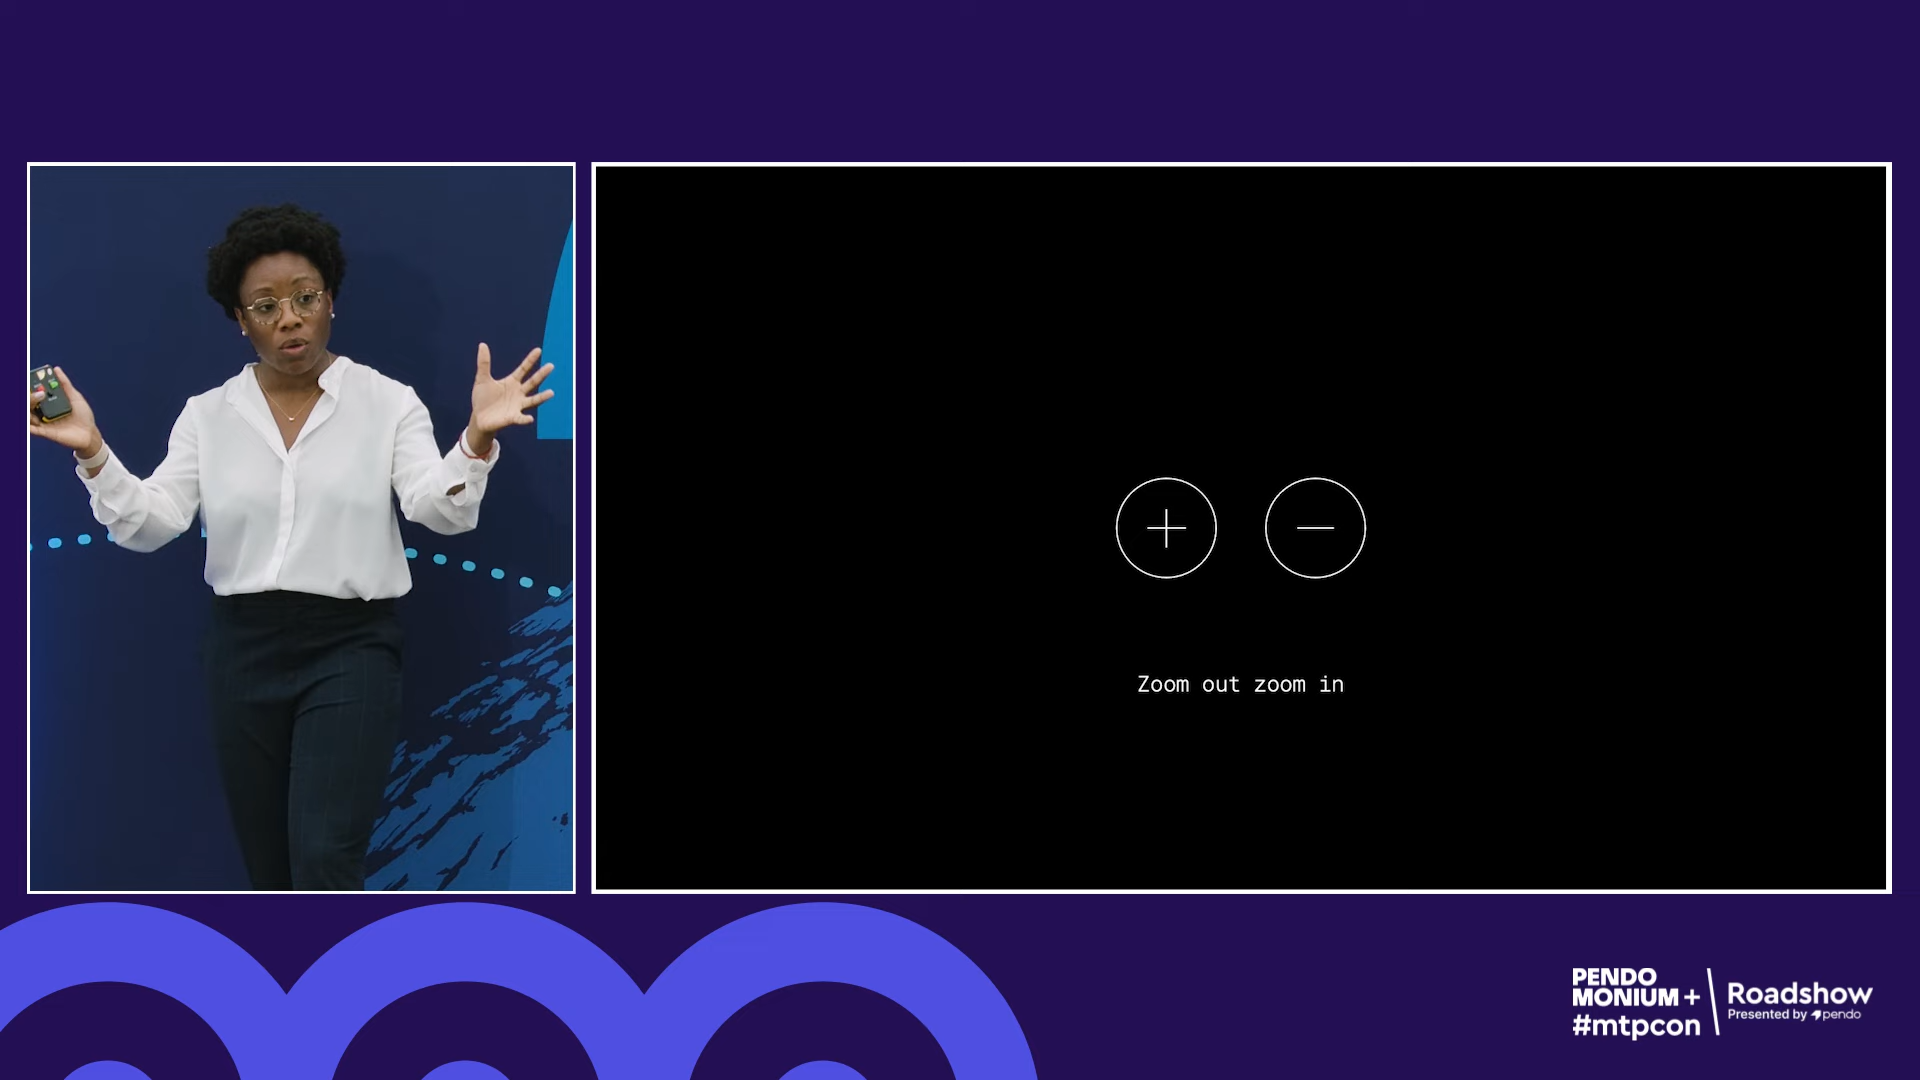 Zoom out zoom in
PENDO
MONIUM +
#mtpcon
Roadshow
Presented by pendo